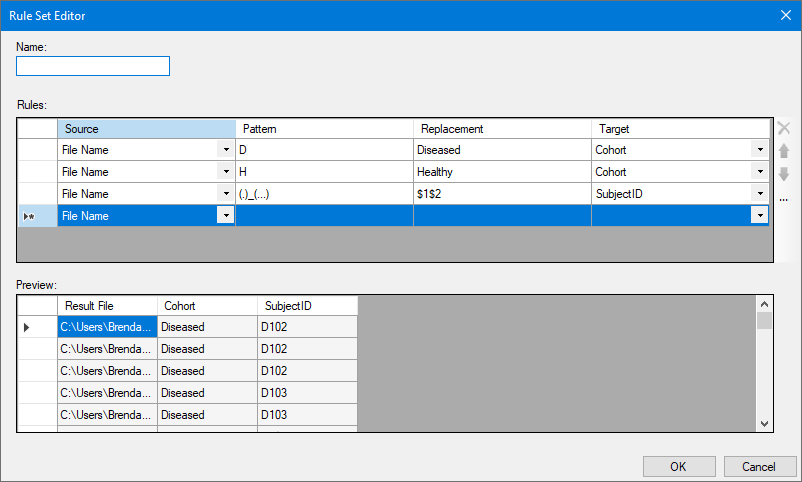 Rule Set Editor
Name:
Rules:
Source Pattern Replacement Target
File Name D Diseased Cohort
File Name H Healthy Cohort
File Name (.)_(...) $1$2 SubjectID
File Name
...
Preview:
Result File Cohort SubjectID
C:\Users\Brenda... Diseased D102
C:\Users\Brenda... Diseased D102
C:\Users\Brenda... Diseased D102
C:\Users\Brenda... Diseased D103
C:\Users\Brenda... Diseased D103
OK Cancel